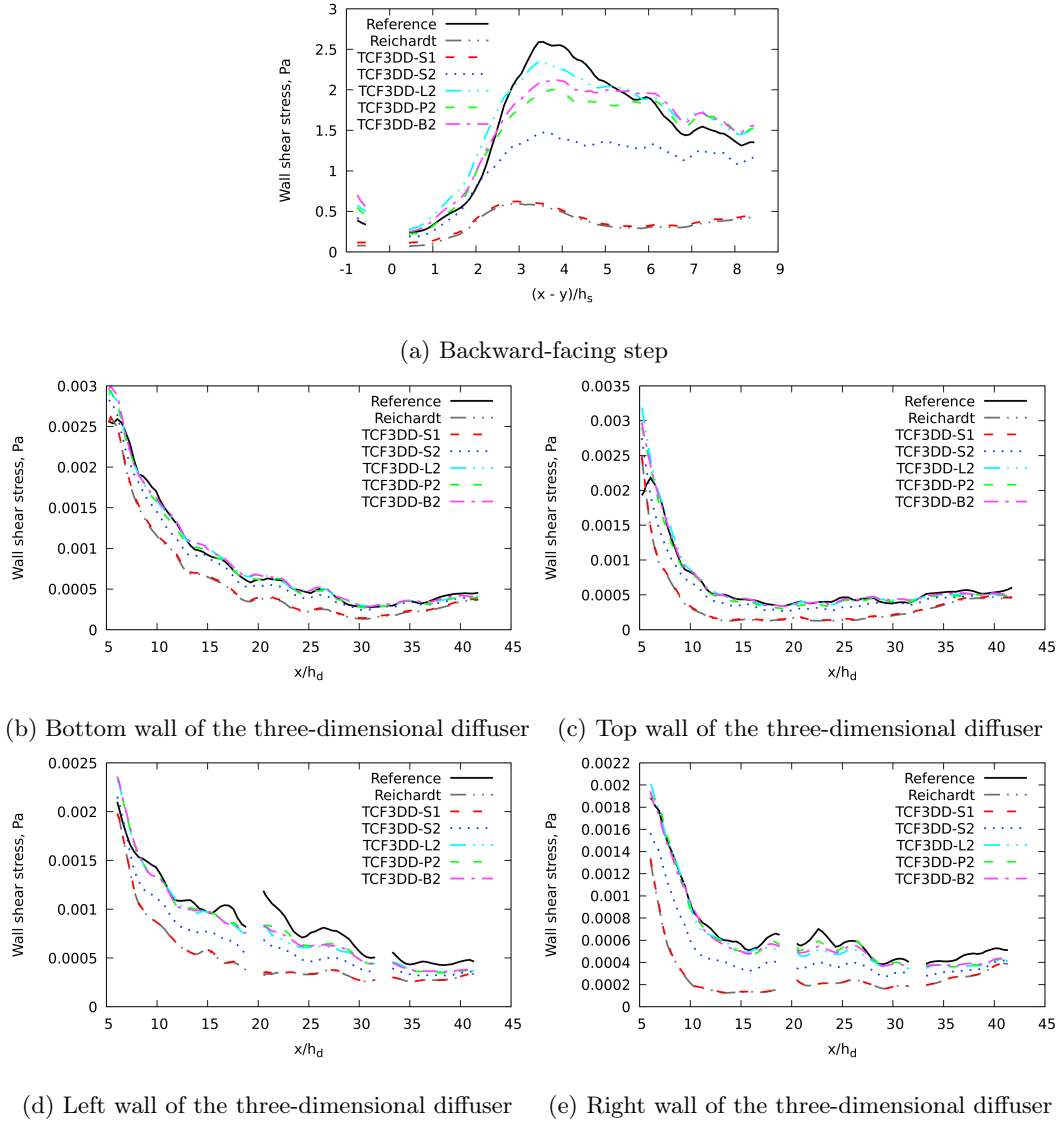 3
Reference
Reichardt
2.5
TCF3DD-S1
TCF3DD-S2
2
TCF3DD-L2
TCF3DD-P2
TCF3DD-B2
1.5
1
0.5
0
Wall shear stress, Pa
-1 0 1 2 3 4 5 6 7 8 9
(x - y)/hs
(a) Backward-facing step
0.003
0.0025
0.002
0.0015
0.001
0.0005
0
Wall shear stress, Pa
Reference
Reichardt
TCF3DD-S1
TCF3DD-S2
TCF3DD-L2
TCF3DD-P2
TCF3DD-B2
5 10 15 20 25 30 35 40 45
x/hd
(b) Bottom wall of the three-dimensional diffuser
0.0035
0.003
0.0025
0.002
0.0015
0.001
0.0005
0
Wall shear stress, Pa
Reference
Reichardt
TCF3DD-S1
TCF3DD-S2
TCF3DD-L2
TCF3DD-P2
TCF3DD-B2
5 10 15 20 25 30 35 40 45
x/hd
(c) Top wall of the three-dimensional diffuser
0.0025
0.002
0.0015
0.001
0.0005
0
Wall shear stress, Pa
Reference
Reichardt
TCF3DD-S1
TCF3DD-S2
TCF3DD-L2
TCF3DD-P2
TCF3DD-B2
5 10 15 20 25 30 35 40 45
x/hd
(d) Left wall of the three-dimensional diffuser
0.0022
0.002
0.0018
0.0016
0.0014
0.0012
0.001
0.0008
0.0006
0.0004
0.0002
0
Wall shear stress, Pa
Reference
Reichardt
TCF3DD-S1
TCF3DD-S2
TCF3DD-L2
TCF3DD-P2
TCF3DD-B2
5 10 15 20 25 30 35 40 45
x/hd
(e) Right wall of the three-dimensional diffuser